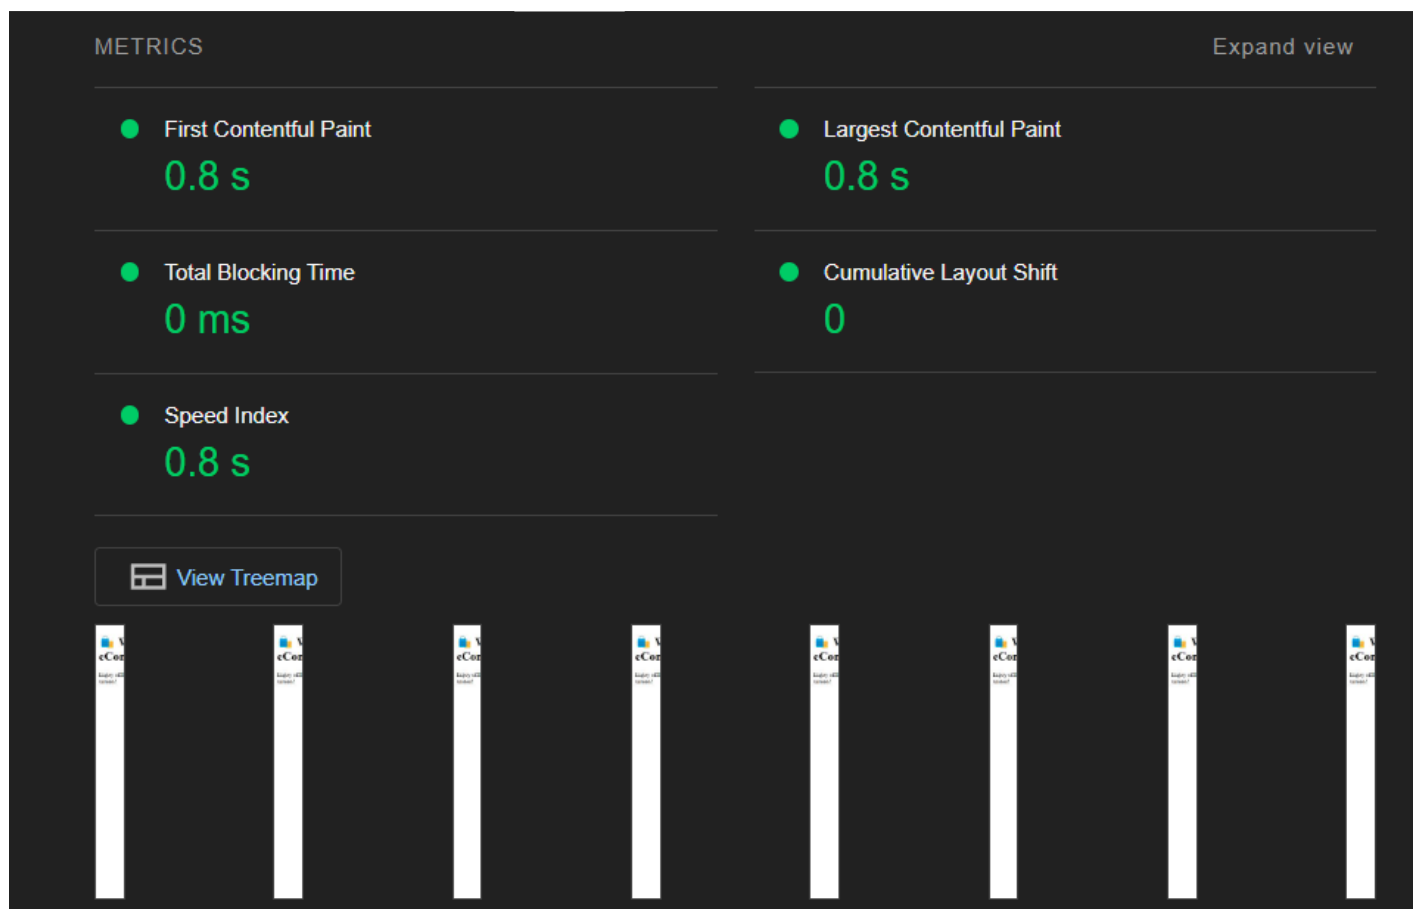 METRICS
Expand view
First Contentful Paint
0.8 s
Largest Contentful Paint
0.8 s
Total Blocking Time
0 ms
Cumulative Layout Shift
0
Speed Index
0.8 s
View Treemap